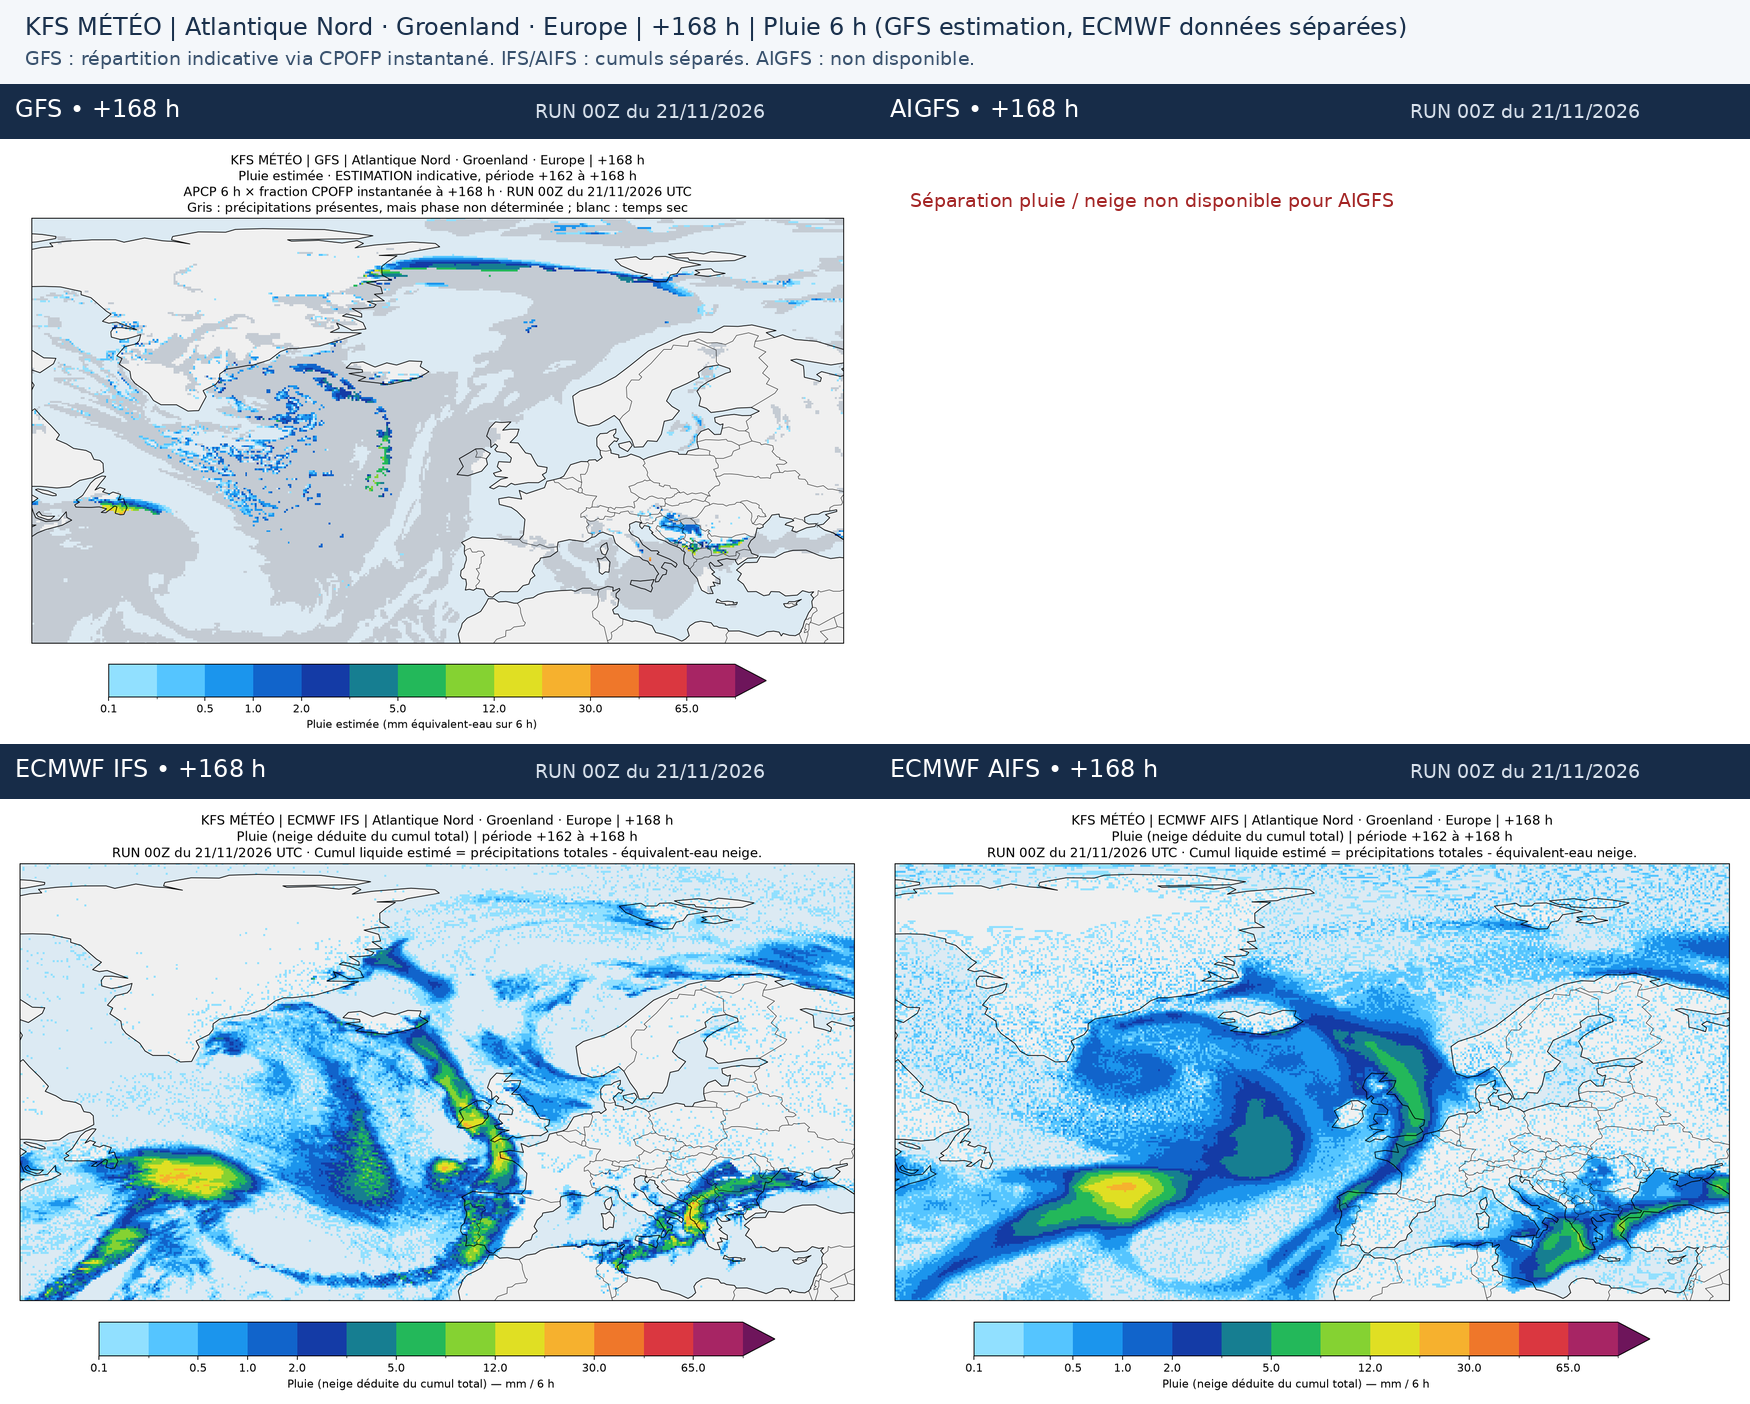 KFS MÉTÉO | Atlantique Nord · Groenland · Europe | +168 h | Pluie 6 h (GFS estimation, ECMWF données séparées)
GFS : répartition indicative via CPOFP instantané. IFS/AIFS : cumuls séparés. AIGFS : non disponible.
GFS • +168 h
RUN 00Z du 21/11/2026
AIGFS • +168 h
RUN 00Z du 21/11/2026
KFS MÉTÉO | GFS | Atlantique Nord · Groenland · Europe | +168 h
Pluie estimée · ESTIMATION indicative, période +162 à +168 h
APCP 6 h × fraction CPOFP instantanée à +168 h · RUN 00Z du 21/11/2026 UTC
Gris : précipitations présentes, mais phase non déterminée ; blanc : temps sec
Séparation pluie / neige non disponible pour AIGFS
0.1 0.5 1.0 2.0 5.0 12.0 30.0 65.0
Pluie estimée (mm équivalent-eau sur 6 h)
ECMWF IFS • +168 h
RUN 00Z du 21/11/2026
ECMWF AIFS • +168 h
RUN 00Z du 21/11/2026
KFS MÉTÉO | ECMWF IFS | Atlantique Nord · Groenland · Europe | +168 h
Pluie (neige déduite du cumul total) | période +162 à +168 h
RUN 00Z du 21/11/2026 UTC · Cumul liquide estimé = précipitations totales - équivalent-eau neige.
KFS MÉTÉO | ECMWF AIFS | Atlantique Nord · Groenland · Europe | +168 h
Pluie (neige déduite du cumul total) | période +162 à +168 h
RUN 00Z du 21/11/2026 UTC · Cumul liquide estimé = précipitations totales - équivalent-eau neige.
0.1 0.5 1.0 2.0 5.0 12.0 30.0 65.0
Pluie (neige déduite du cumul total) — mm / 6 h
0.1 0.5 1.0 2.0 5.0 12.0 30.0 65.0
Pluie (neige déduite du cumul total) — mm / 6 h